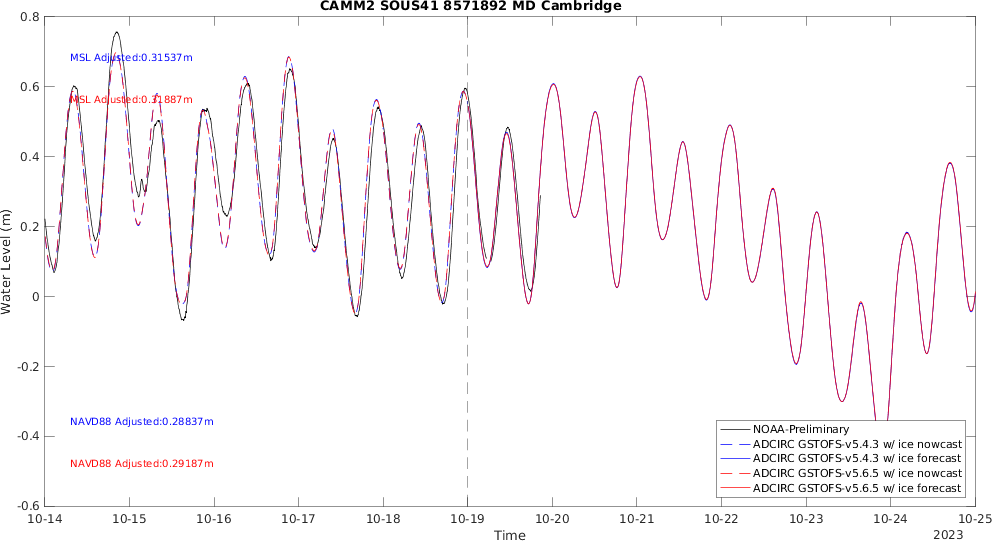 CAMM2 SOUS41 8571892 MD Cambridge
0.8
0.6
0.4
0.2
0
-0.2
-0.4
-0.6
Water Level (m)
MSL Adjusted:0.31537m
MSL Adjusted:0.31887m
NAVD88 Adjusted:0.28837m
NAVD88 Adjusted:0.29187m
NOAA-Preliminary
ADCIRC GSTOFS-v5.4.3 w/ ice nowcast
ADCIRC GSTOFS-v5.4.3 w/ ice forecast
ADCIRC GSTOFS-v5.6.5 w/ ice nowcast
ADCIRC GSTOFS-v5.6.5 w/ ice forecast
10-14 10-15 10-16 10-17 10-18 10-19 10-20 10-21 10-22 10-23 10-24 10-25
Time
2023